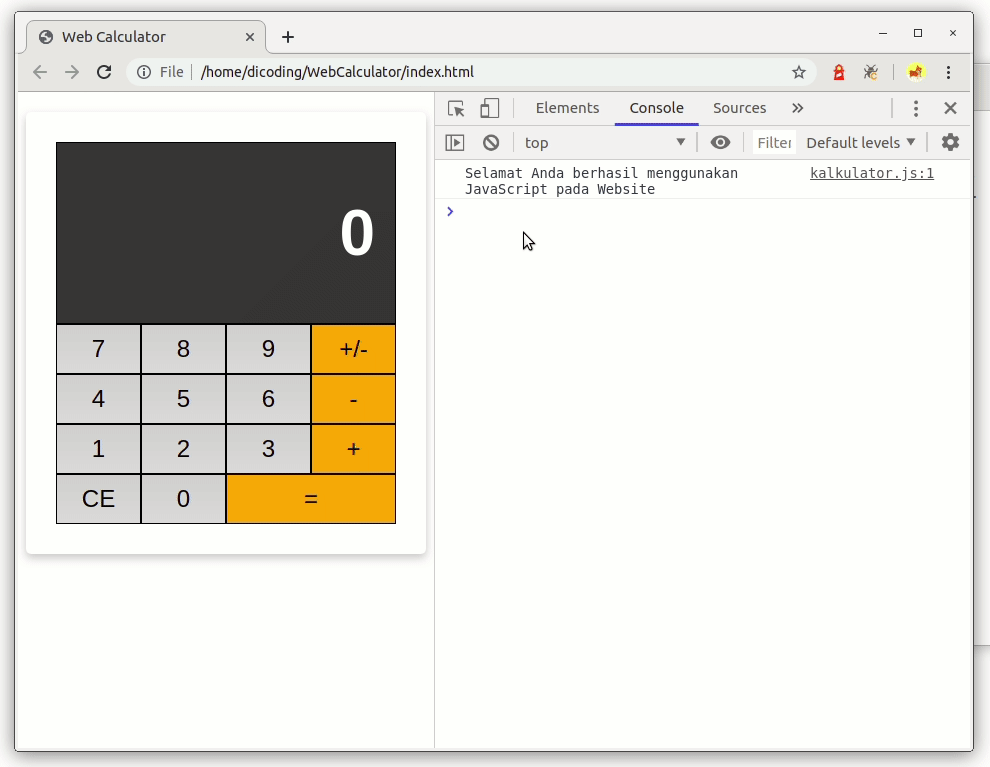 Web Calculator
File /home/dicoding/WebCalculator/index.html
Elements Console Sources
top Filter Default levels
Selamat Anda berhasil menggunakan kalkulator.js:1
JavaScript pada Website
0
7 8 9 +/-
4 5 6 -
1 2 3 +
CE 0 =